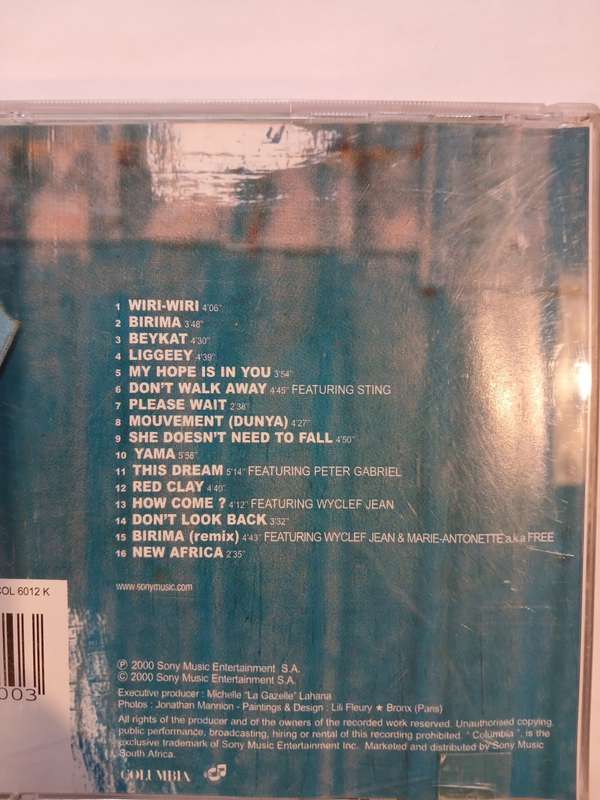 1 WIRI-WIRI 4'06"
2 BIRIMA 3'48"
3 BEYKAT 4'30"
4 LIGGEEY 4'39"
5 MY HOPE IS IN YOU 3'54"
6 DON'T WALK AWAY 4'45" FEATURING STING
7 PLEASE WAIT 2'38"
8 MOUVEMENT (DUNYA) 4'27"
9 SHE DOESN'T NEED TO FALL 4'50"
10 YAMA 5'56"
11 THIS DREAM 5'14" FEATURING PETER GABRIEL
12 RED CLAY 4'40"
13 HOW COME ? 4'12" FEATURING WYCLEF JEAN
14 DON'T LOOK BACK 3'32"
15 BIRIMA (remix) 4'43" FEATURING WYCLEF JEAN & MARIE-ANTONETTE a.k.a FREE
16 NEW AFRICA 2'35"
www.sonymusic.com
COL 6012 K
003
℗ 2000 Sony Music Entertainment S.A.
© 2000 Sony Music Entertainment S.A.
Executive producer : Michelle "La Gazelle" Lahana
Photos : Jonathan Mannion - Paintings & Design : Lili Fleury ★ Bronx (Paris)
All rights of the producer and of the owners of the recorded work reserved. Unauthorised copying,
public performance, broadcasting, hiring or rental of this recording prohibited. " Columbia ", is the
exclusive trademark of Sony Music Entertainment Inc. Marketed and distributed by Sony Music
South Africa.
COLUMBIA